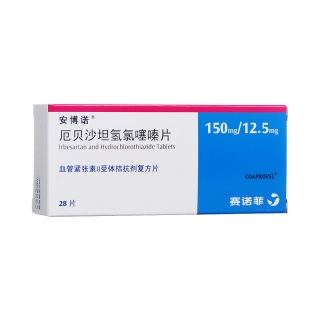 安博诺®
厄贝沙坦氢氯噻嗪片
Irbesartan and Hydrochlorothiazide Tablets
血管紧张素II受体拮抗剂复方片
28 片
150mg/12.5mg
COAPROVEL®
赛诺菲